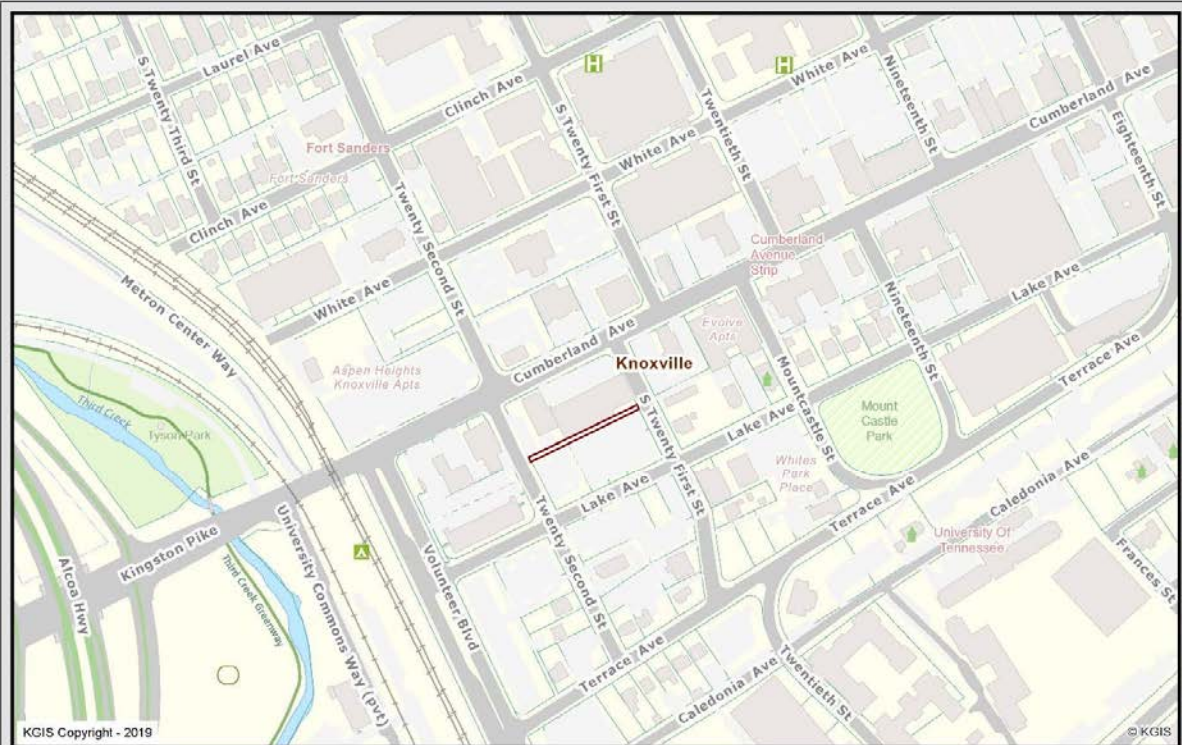 Laurel Ave
S Twenty Third St
Clinch Ave
White Ave
Nineteenth St
Cumberland Ave
Eighteenth St
Twentieth St
S Twenty First St
White Ave
Fort Sanders
Fort Sanders
Twenty Second St
Clinch Ave
Cumberland
Avenue
Strip
Metron Center Way
White Ave
Lake Ave
Nineteenth St
Aspen Heights
Knoxville Apts
Cumberland Ave
Evolve
Apts
Knoxville
Terrace Ave
Third Creek
Tyson Park
S Twenty First St
Mountcastle St
Mount
Castle
Park
Lake Ave
Whites
Park
Place
Caledonia Ave
Lake Ave
Terrace Ave
University Of
Tennessee
Kingston Pike
University Commons Way (pvt)
Volunteer Blvd
Twenty Second St
Frances St
Alcoa Hwy
Third Creek Greenway
Terrace Ave
Caledonia Ave
Twentieth St
KGIS Copyright - 2019
© KGIS
H
H